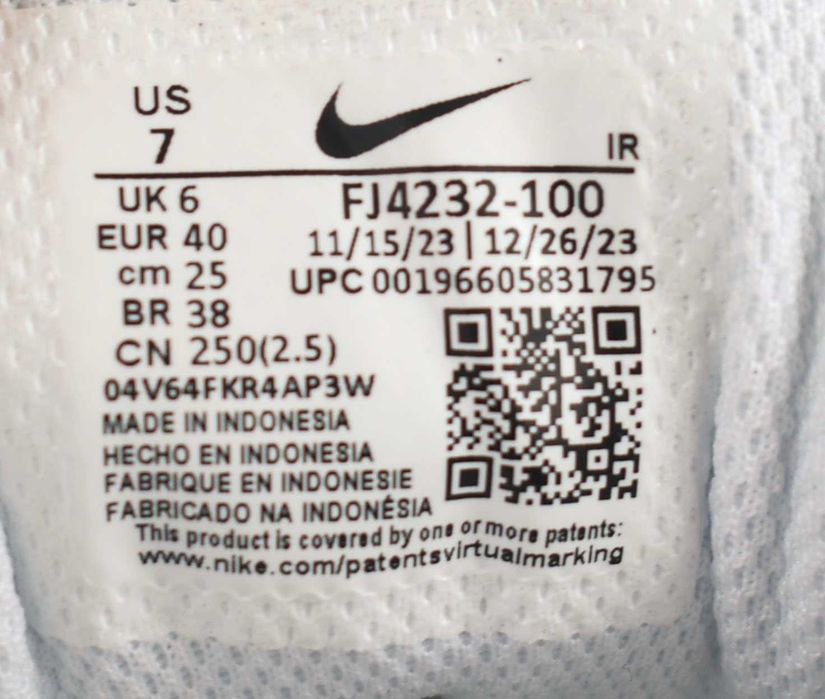 US
7
IR
UK 6
FJ4232-100
EUR 40
11/15/23 | 12/26/23
cm 25
UPC 00196605831795
BR 38
CN 250(2.5)
04V64FKR4AP3W
MADE IN INDONESIA
HECHO EN INDONESIA
FABRIQUE EN INDONESIE
FABRICADO NA INDONÉSIA
This product is covered by one or more patents:
www.nike.com/patentsvirtualmarking